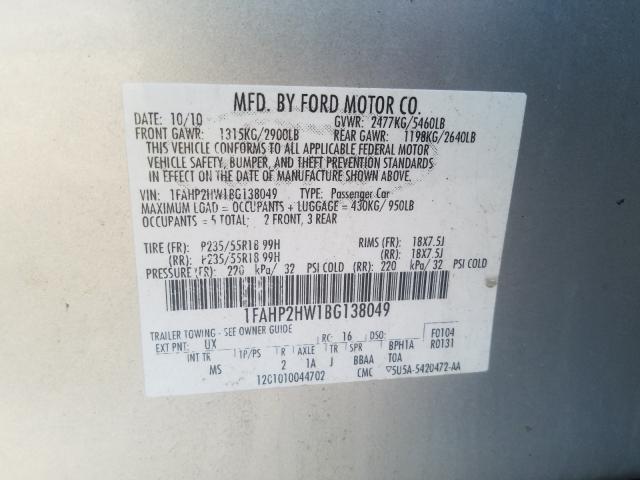 MFD. BY FORD MOTOR CO.
DATE: 10/10 GVWR: 2477KG/5460LB
FRONT GAWR: 1315KG/2900LB REAR GAWR: 1198KG/2640LB
THIS VEHICLE CONFORMS TO ALL APPLICABLE FEDERAL MOTOR
VEHICLE SAFETY, BUMPER, AND THEFT PREVENTION STANDARDS
IN EFFECT ON THE DATE OF MANUFACTURE SHOWN ABOVE.
VIN: 1FAHP2HW1BG138049 TYPE: Passenger Car
MAXIMUM LOAD = OCCUPANTS + LUGGAGE = 430KG/ 950LB
OCCUPANTS = 5 TOTAL; 2 FRONT, 3 REAR
TIRE (FR): P235/55R18 99H RIMS (FR): 18X7.5J
(RR): P235/55R18 99H (RR): 18X7.5J
PRESSURE (FR): 220 kPa/ 32 PSI COLD (RR): 220 kPa/ 32 PSI COLD
1FAHP2HW1BG138049
TRAILER TOWING - SEE OWNER GUIDE
EXT PNT: UX RC: 16 DSO: F0104
INT TR TP/PS R AXLE TR SPR BPH1A R0131
MS 2 1A J BBAA TOA
12G1010044702 CMC ▽5U5A-5420472-AA